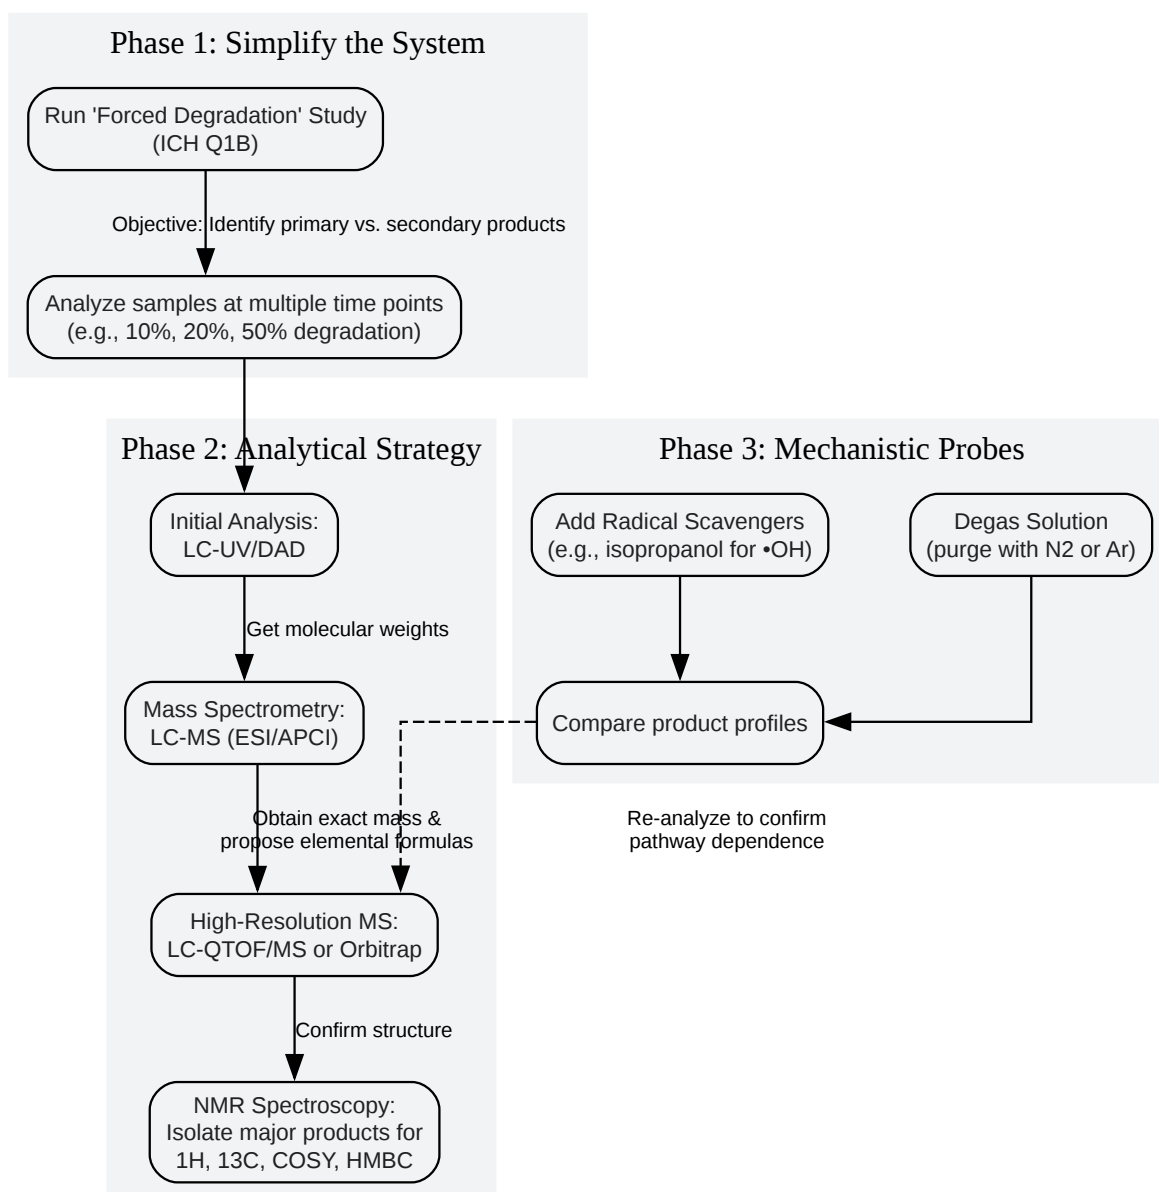 Phase 1: Simplify the System
Run 'Forced Degradation' Study
(ICH Q1B)
Objective: Identify primary vs. secondary products
Analyze samples at multiple time points
(e.g., 10%, 20%, 50% degradation)
Phase 2: Analytical Strategy
Initial Analysis:
LC-UV/DAD
Get molecular weights
Mass Spectrometry:
LC-MS (ESI/APCI)
Obtain exact mass &
propose elemental formulas
High-Resolution MS:
LC-QTOF/MS or Orbitrap
Confirm structure
NMR Spectroscopy:
Isolate major products for
1H, 13C, COSY, HMBC
Phase 3: Mechanistic Probes
Add Radical Scavengers
(e.g., isopropanol for •OH)
Degas Solution
(purge with N2 or Ar)
Compare product profiles
Re-analyze to confirm
pathway dependence